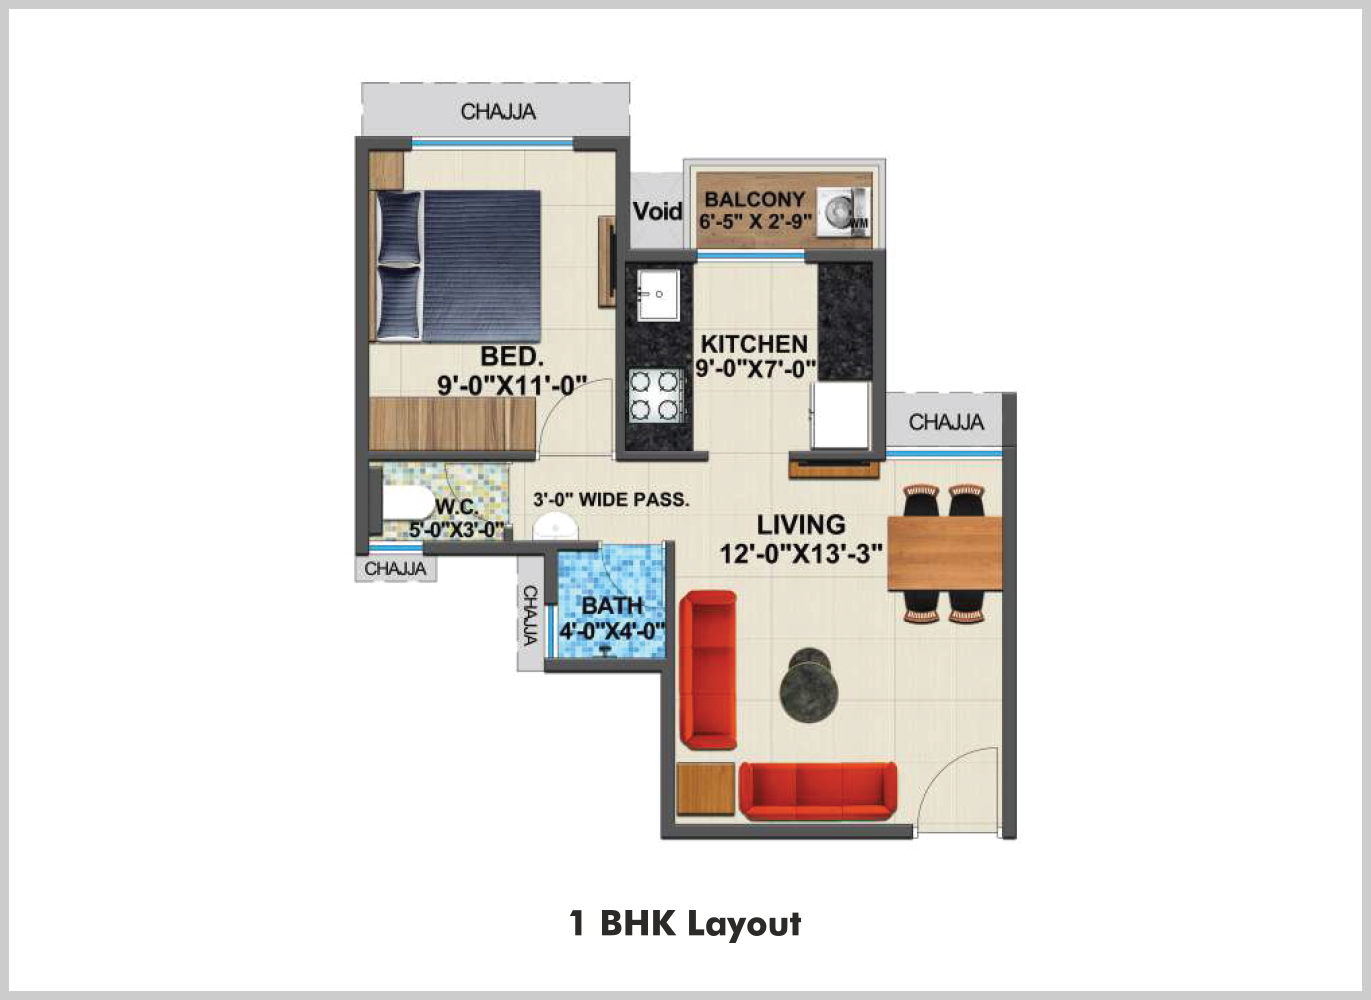 CHAJJA
Void
BALCONY
6'-5" X 2'-9"
WM
KITCHEN
9'-0"X7'-0"
BED.
9'-0"X11'-0"
CHAJJA
3'-0" WIDE PASS.
W.C.
5'-0"X3'-0"
LIVING
12'-0"X13'-3"
CHAJJA
CHAJJA
BATH
4'-0"X4'-0"
1 BHK Layout